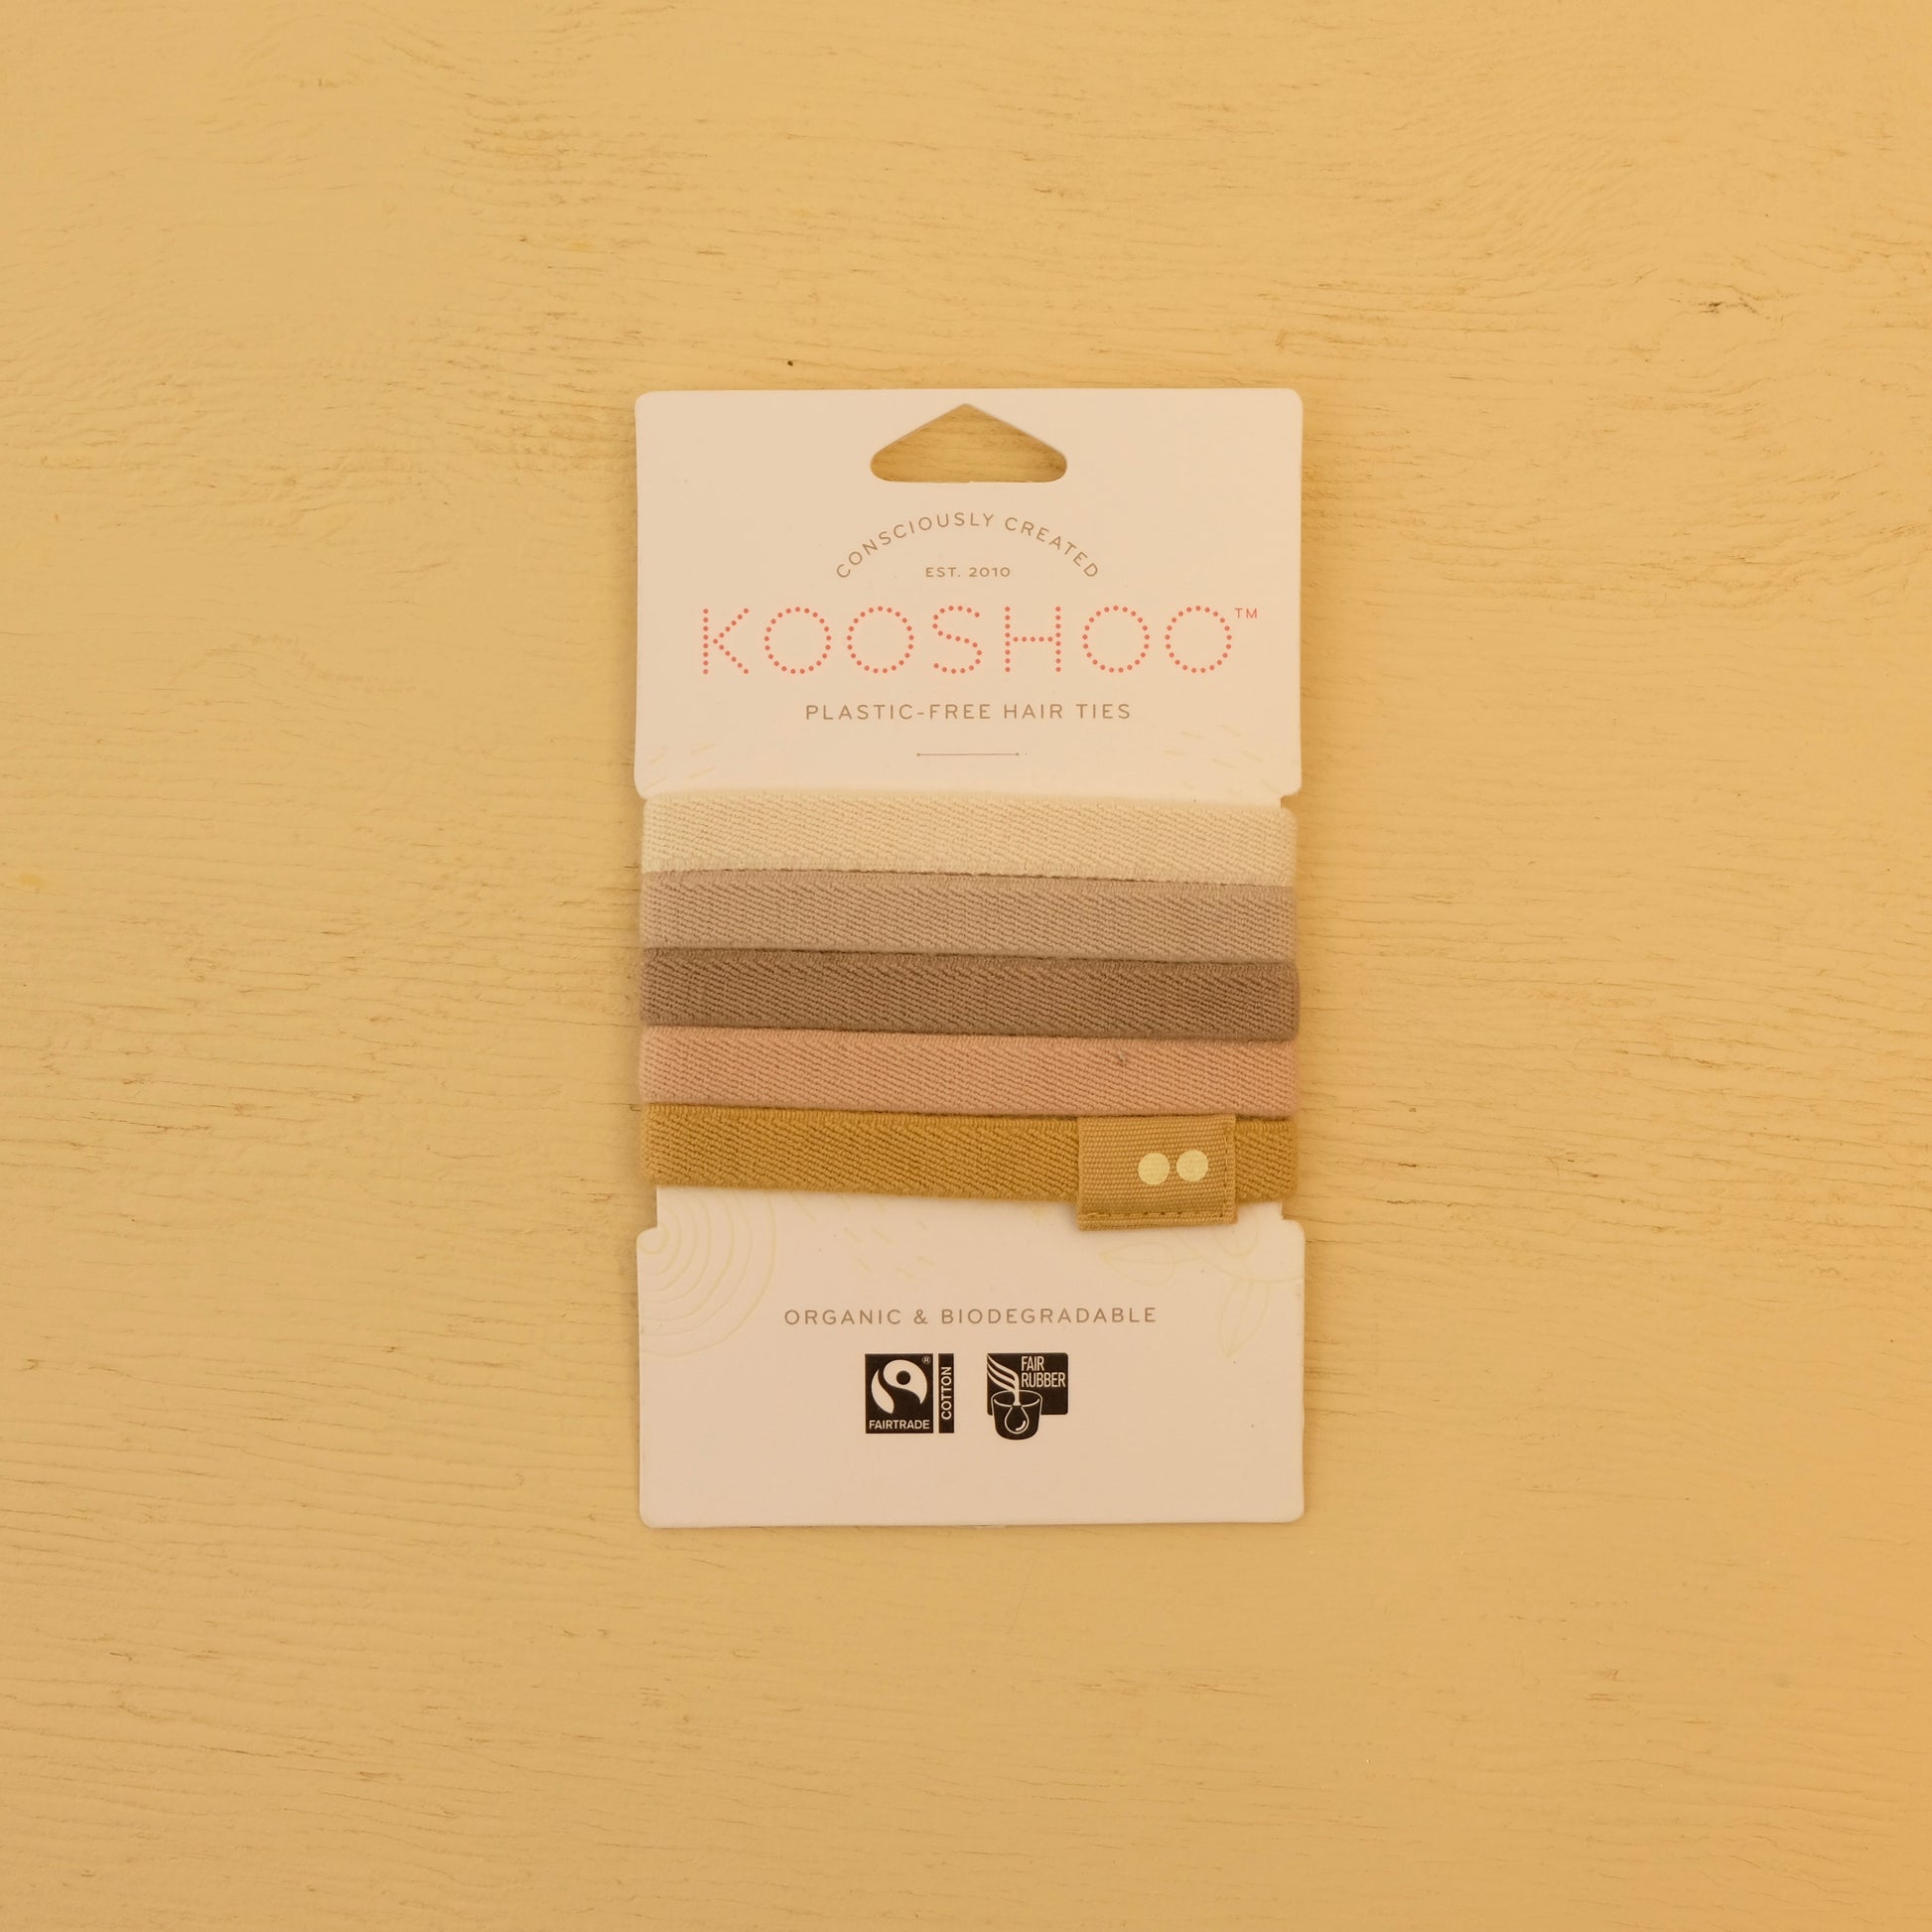 CONSCIOUSLY CREATED
EST. 2010
KOOSHOO™
PLASTIC-FREE HAIR TIES
ORGANIC & BIODEGRADABLE
®
FAIRTRADE
COTTON
FAIR
RUBBER